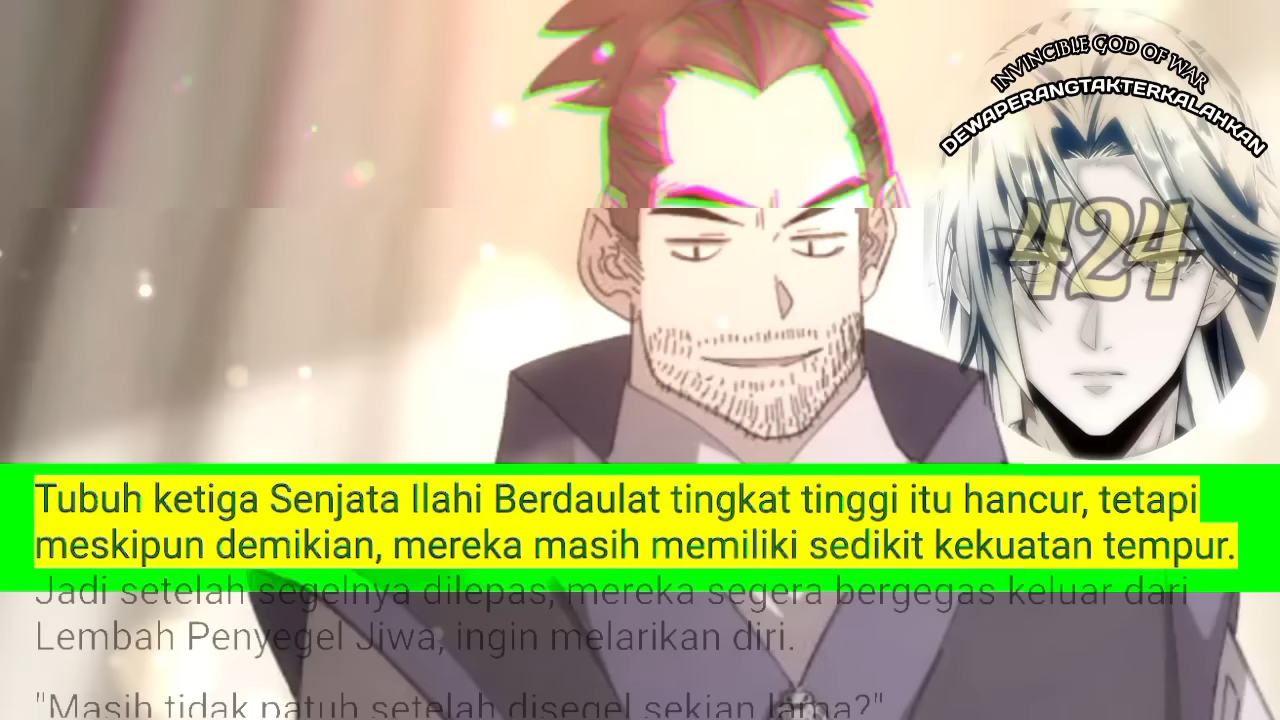 INVINCIBLE GOD OF WAR
DEWAPERANGTAKTERKALAHKAN
424
Tubuh ketiga Senjata Ilahi Berdaulat tingkat tinggi itu hancur, tetapi
meskipun demikian, mereka masih memiliki sedikit kekuatan tempur.
Jadi setelah segelnya dilepas, mereka segera bergegas keluar dari
Lembah Penyegel Jiwa, ingin melarikan diri.
"Masih tidak patuh setelah disegel sekian lama?"